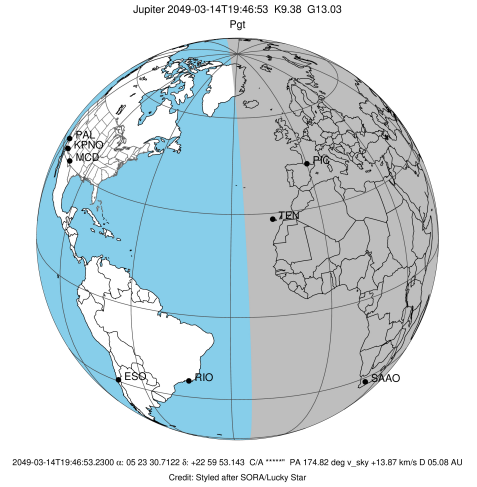 Jupiter 2049-03-14T19:46:53 K9.38 G13.03
Pgt
PAL
KPNO
MCD
PIC
TEN
ESO
RIO
SAAO
2049-03-14T19:46:53.2300 α: 05 23 30.7122 δ: +22 59 53.143 C/A *****" PA 174.82 deg v_sky +13.87 km/s D 05.08 AU
Credit: Styled after SORA/Lucky Star